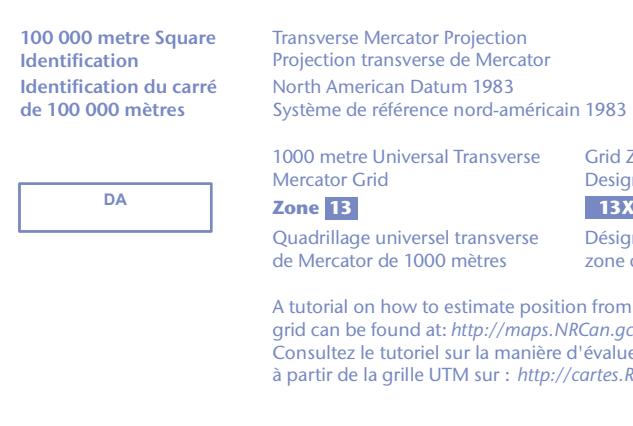 100 000 metre Square
Identification
Identification du carré
de 100 000 mètres
DA
Transverse Mercator Projection
Projection transverse de Mercator
North American Datum 1983
Système de référence nord-américain 1983
1000 metre Universal Transverse
Mercator Grid
Zone 13
Quadrillage universel transverse
de Mercator de 1000 mètres
Grid Z
Desig
13X
Désig
zone
A tutorial on how to estimate position from
grid can be found at: http://maps.NRCan.gc
Consultez le tutoriel sur la manière d'évalue
à partir de la grille UTM sur : http://cartes.R